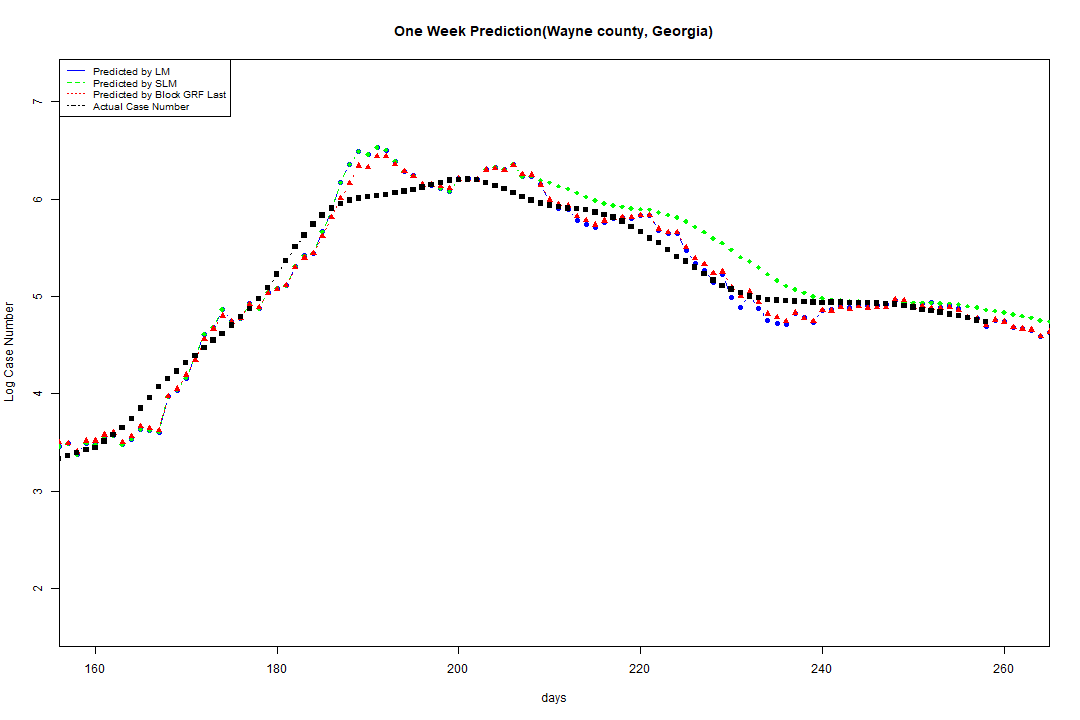 One Week Prediction(Wayne county, Georgia)
Predicted by LM
Predicted by SLM
Predicted by Block GRF Last
Actual Case Number
7
6
5
4
3
2
Log Case Number
160 180 200 220 240 260
days